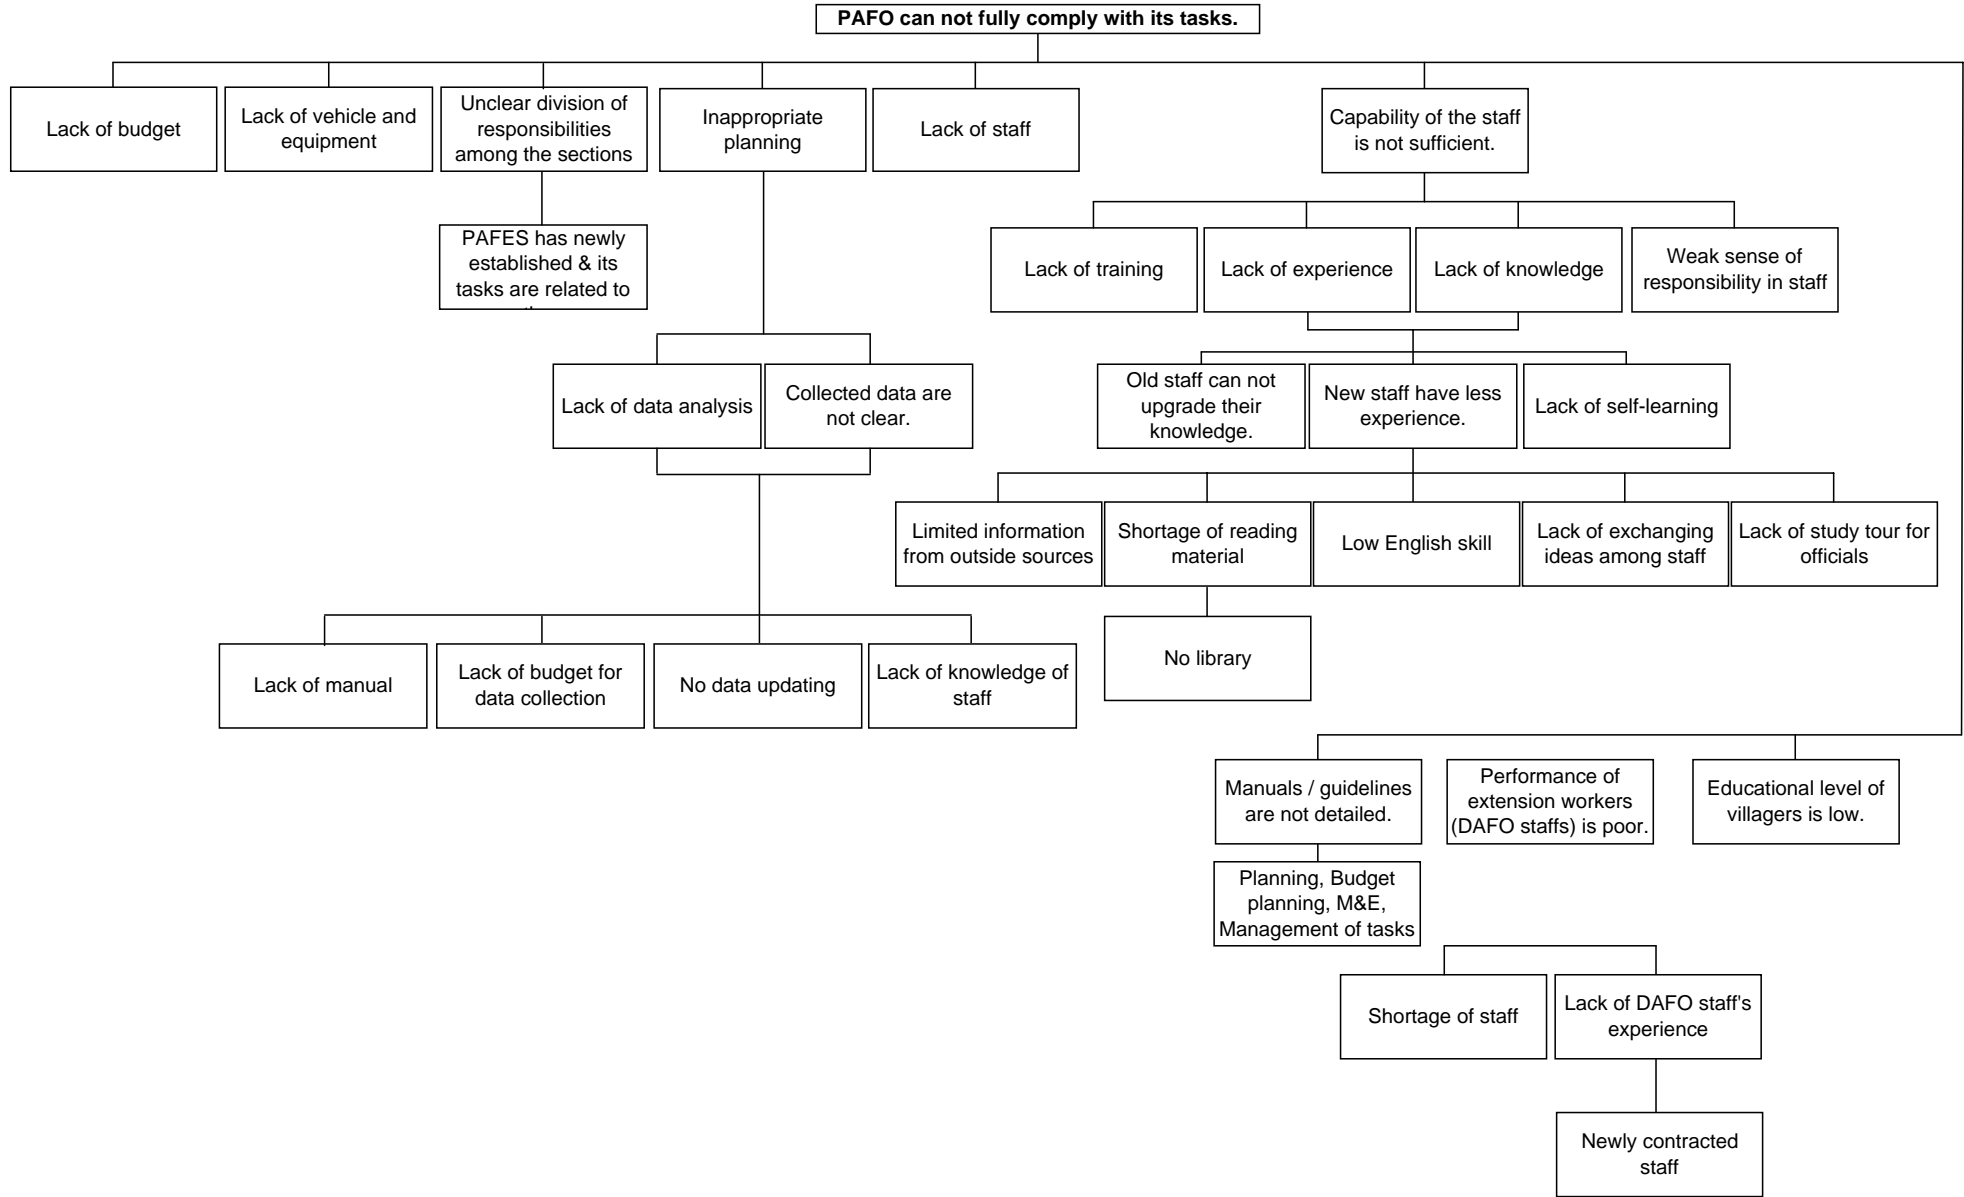 PAFO can not fully comply with its tasks.
Lack of budget
Lack of vehicle and
equipment
Unclear division of
responsibilities
among the sections
Inappropriate
planning
Lack of staff
Capability of the staff
is not sufficient.
PAFES has newly
established & its
tasks are related to
Lack of training
Lack of experience
Lack of knowledge
Weak sense of
responsibility in staff
Lack of data analysis
Collected data are
not clear.
Old staff can not
upgrade their
knowledge.
New staff have less
experience.
Lack of self-learning
Limited information
from outside sources
Shortage of reading
material
Low English skill
Lack of exchanging
ideas among staff
Lack of study tour for
officials
No library
Lack of manual
Lack of budget for
data collection
No data updating
Lack of knowledge of
staff
Manuals / guidelines
are not detailed.
Performance of
extension workers
(DAFO staffs) is poor.
Educational level of
villagers is low.
Planning, Budget
planning, M&E,
Management of tasks
Shortage of staff
Lack of DAFO staff's
experience
Newly contracted
staff